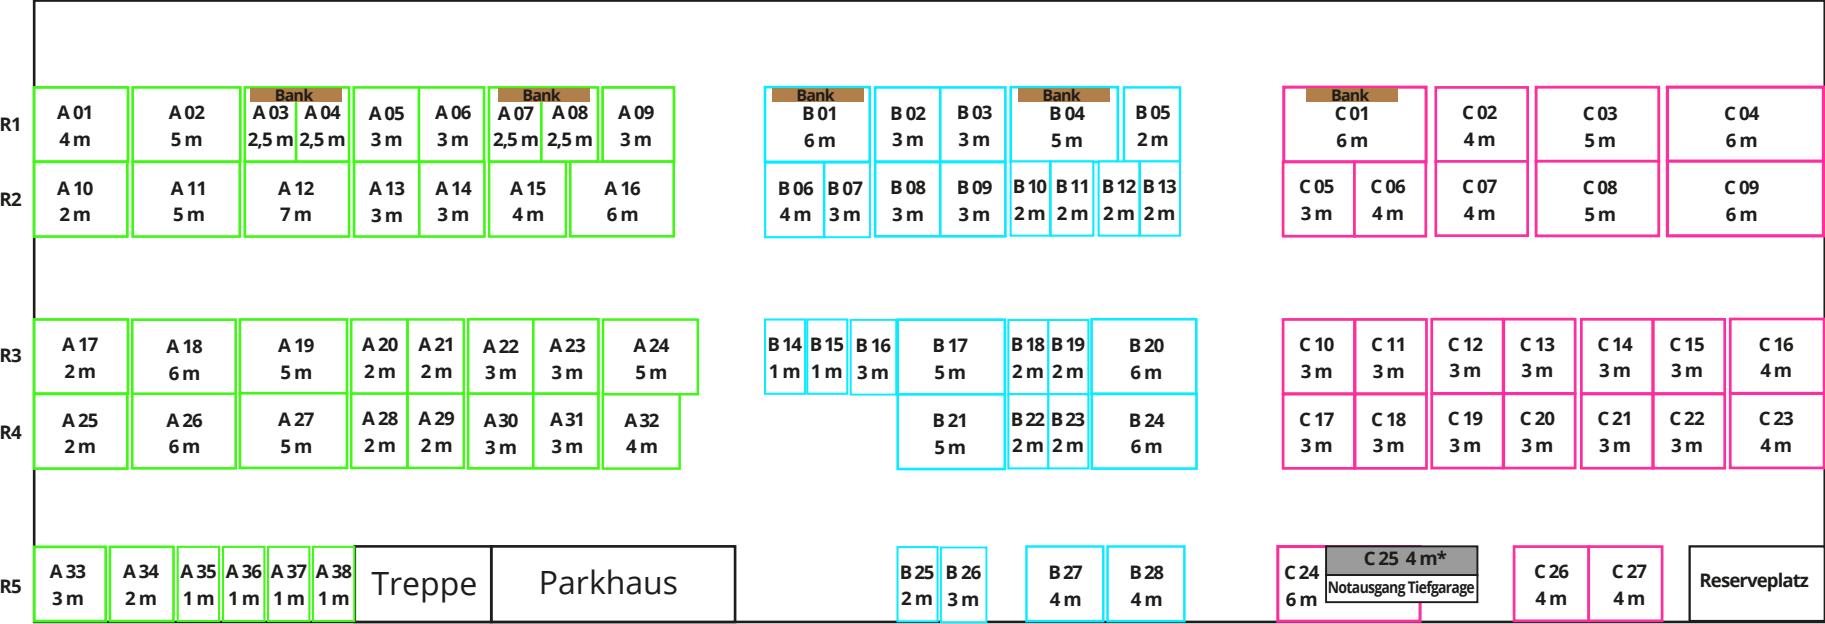 Bank Bank Bank Bank Bank
R1 A 01 A 02 A 03 A 04 A 05 A 06 A 07 A 08 A 09 B 01 B 02 B 03 B 04 B 05 C 01 C 02 C 03 C 04
4 m 5 m 2,5 m 2,5 m 3 m 3 m 2,5 m 2,5 m 3 m 6 m 3 m 3 m 5 m 2 m 6 m 4 m 5 m 6 m
R2 A 10 A 11 A 12 A 13 A 14 A 15 A 16 B 06 B 07 B 08 B 09 B 10 B 11 B 12 B 13 C 05 C 06 C 07 C 08 C 09
2 m 5 m 7 m 3 m 3 m 4 m 6 m 4 m 3 m 3 m 3 m 2 m 2 m 2 m 2 m 3 m 4 m 4 m 5 m 6 m
R3 A 17 A 18 A 19 A 20 A 21 A 22 A 23 A 24 B 14 B 15 B 16 B 17 B 18 B 19 B 20 C 10 C 11 C 12 C 13 C 14 C 15 C 16
2 m 6 m 5 m 2 m 2 m 3 m 3 m 5 m 1 m 1 m 3 m 5 m 2 m 2 m 6 m 3 m 3 m 3 m 3 m 3 m 3 m 4 m
R4 A 25 A 26 A 27 A 28 A 29 A 30 A 31 A 32 B 21 B 22 B 23 B 24 C 17 C 18 C 19 C 20 C 21 C 22 C 23
2 m 6 m 5 m 2 m 2 m 3 m 3 m 4 m 5 m 2 m 2 m 6 m 3 m 3 m 3 m 3 m 3 m 3 m 4 m
R5 A 33 A 34 A 35 A 36 A 37 A 38 Treppe Parkhaus B 25 B 26 B 27 B 28 C 24 C 25 4 m* C 26 C 27 Reserveplatz
3 m 2 m 1 m 1 m 1 m 1 m 2 m 3 m 4 m 4 m 6 m Notausgang Tiefgarage 4 m 4 m